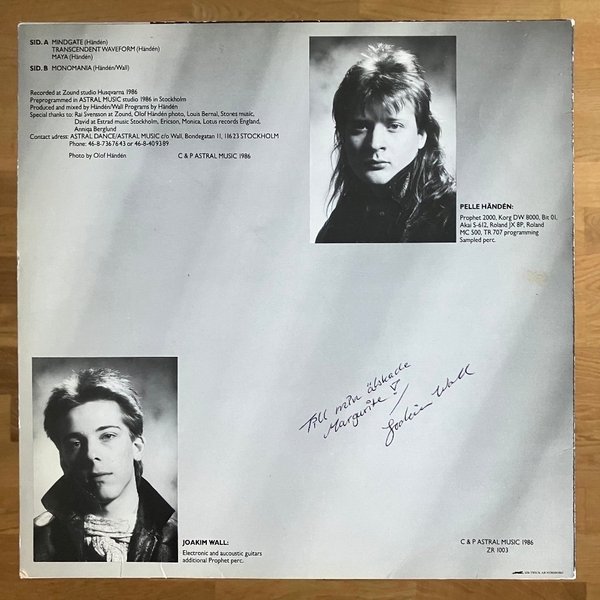 SID. A MINDGATE (Händén)
TRANSCENDENT WAVEFORM (Händén)
MAYA (Händén)
SID. B MONOMANIA (Händén/Wall)
Recorded at Zound studio Husqvarna 1986
Preprogrammed in ASTRAL MUSIC studio 1986 in Stockholm
Produced and mixed by Händén/Wall Programs by Händén
Special thanks to: Rai Svensson at Zound, Olof Händén photo, Louis Bernal, Stones music,
David at Estrad music Stockholm, Ericson, Monica, Lotus records England,
Anniqa Berglund
Contact adress: ASTRAL DANCE/ASTRAL MUSIC c/o Wall, Bondegatan 11, 116 23 STOCKHOLM
Phone: 46-8-7367643 or 46-8-409389
Photo by Olof Händén C & P ASTRAL MUSIC 1986
PELLE HÄNDÉN:
Prophet 2000, Korg DW 8000, Bit 01,
Akai S-612, Roland JX 8P, Roland
MC 500, TR 707 programming
Sampled perc.
Till min älskade
Margurite!
Joakim Wall
JOAKIM WALL:
Electronic and aucoustic guitars
additional Prophet perc.
C & P ASTRAL MUSIC 1986
ZR 1003